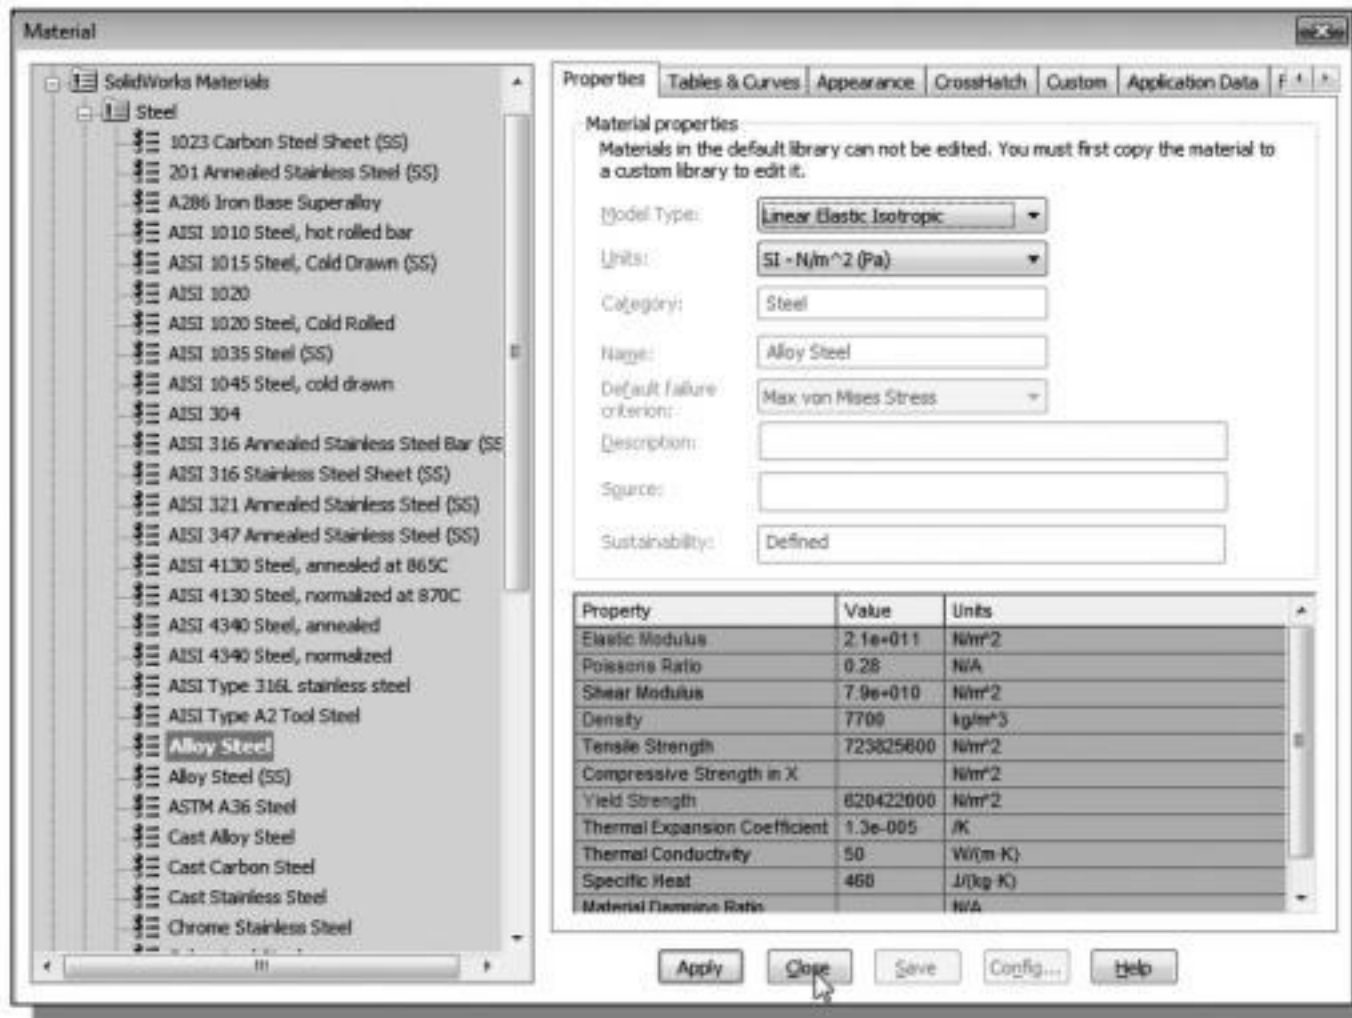 Material
SolidWorks Materials
Steel
1023 Carbon Steel Sheet (SS)
201 Annealed Stainless Steel (SS)
A286 Iron Base Superalloy
AISI 1010 Steel, hot rolled bar
AISI 1015 Steel, Cold Drawn (SS)
AISI 1020
AISI 1020 Steel, Cold Rolled
AISI 1035 Steel (SS)
AISI 1045 Steel, cold drawn
AISI 304
AISI 316 Annealed Stainless Steel Bar (SS
AISI 316 Stainless Steel Sheet (SS)
AISI 321 Annealed Stainless Steel (SS)
AISI 347 Annealed Stainless Steel (SS)
AISI 4130 Steel, annealed at 865C
AISI 4130 Steel, normalized at 870C
AISI 4340 Steel, annealed
AISI 4340 Steel, normalized
AISI Type 316L stainless steel
AISI Type A2 Tool Steel
Alloy Steel
Alloy Steel (SS)
ASTM A36 Steel
Cast Alloy Steel
Cast Carbon Steel
Cast Stainless Steel
Chrome Stainless Steel
Properties Tables & Curves Appearance CrossHatch Custom Application Data F
Material properties
Materials in the default library can not be edited. You must first copy the material to
a custom library to edit it.
Model Type: Linear Elastic Isotropic
Units: SI - N/m^2 (Pa)
Category: Steel
Name: Alloy Steel
Default failure
criterion: Max von Mises Stress
Description:
Source:
Sustainability: Defined
Property Value Units
Elastic Modulus 2.1e+011 N/m^2
Poissons Ratio 0.28 N/A
Shear Modulus 7.9e+010 N/m^2
Density 7700 kg/m^3
Tensile Strength 723825600 N/m^2
Compressive Strength in X N/m^2
Yield Strength 620422000 N/m^2
Thermal Expansion Coefficient 1.3e-005 /K
Thermal Conductivity 50 W/(m·K)
Specific Heat 460 J/(kg·K)
Material Damping Ratio N/A
Apply Close Save Config... Help